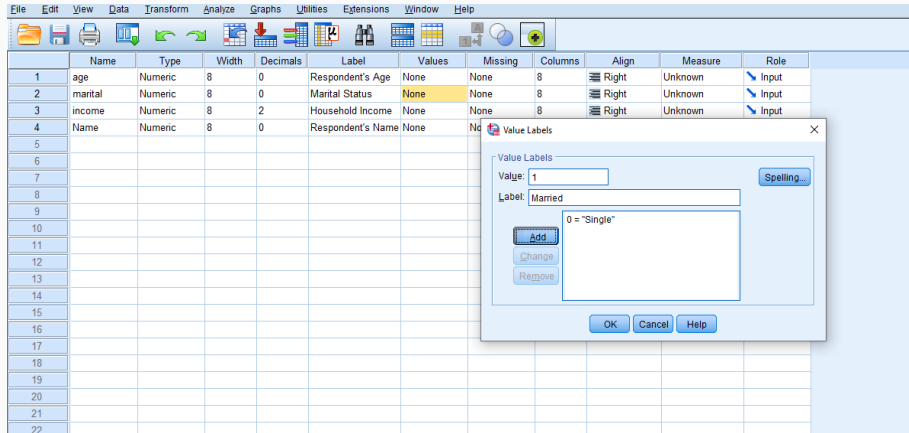 File Edit View Data Transform Analyze Graphs Utilities Extensions Window Help
Name Type Width Decimals Label Values Missing Columns Align Measure Role
1 age Numeric 8 0 Respondent's Age None None 8 Right Unknown Input
2 marital Numeric 8 0 Marital Status None None 8 Right Unknown Input
3 income Numeric 8 2 Household Income None None 8 Right Unknown Input
4 Name Numeric 8 0 Respondent's Name None No
Value Labels
Value Labels
Value: 1
Spelling...
Label: Married
0 = "Single"
Add
Change
Remove
OK Cancel Help
5
6
7
8
9
10
11
12
13
14
15
16
17
18
19
20
21
22